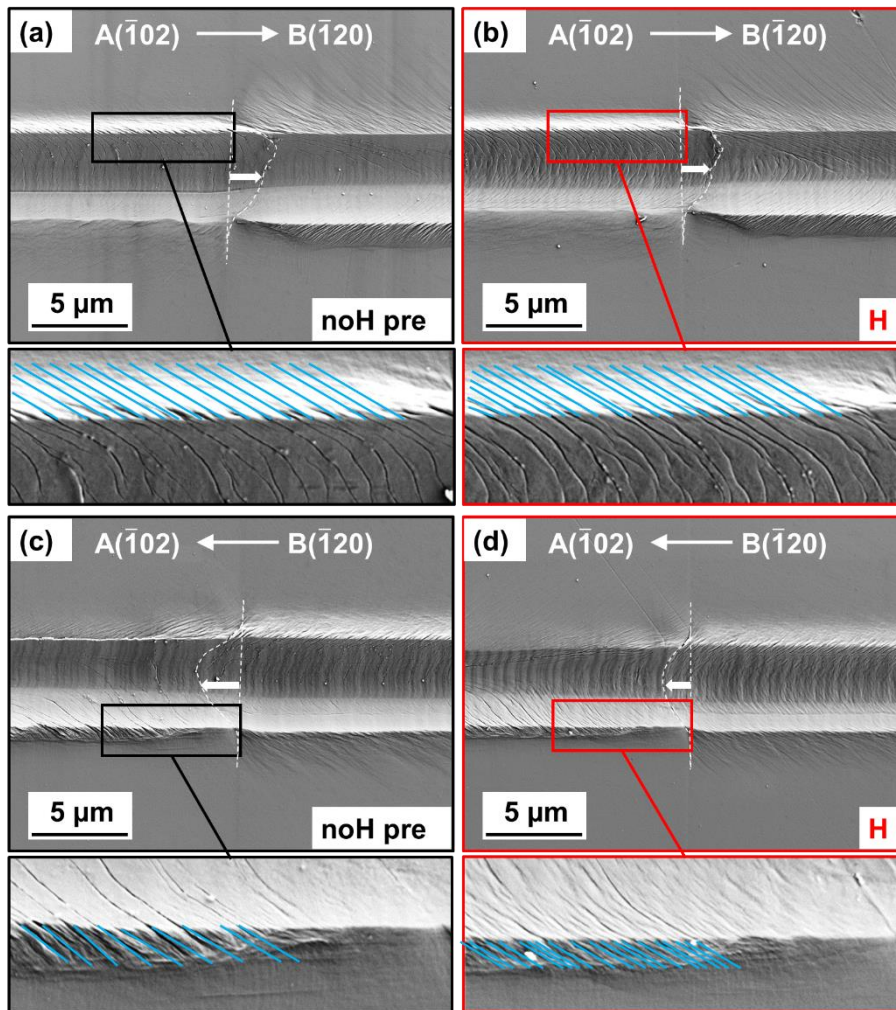 (a) A(1̄02) → B(1̄20)
5 µm
noH pre
(b) A(1̄02) → B(1̄20)
5 µm
H
(c) A(1̄02) ← B(1̄20)
5 µm
noH pre
(d) A(1̄02) ← B(1̄20)
5 µm
H